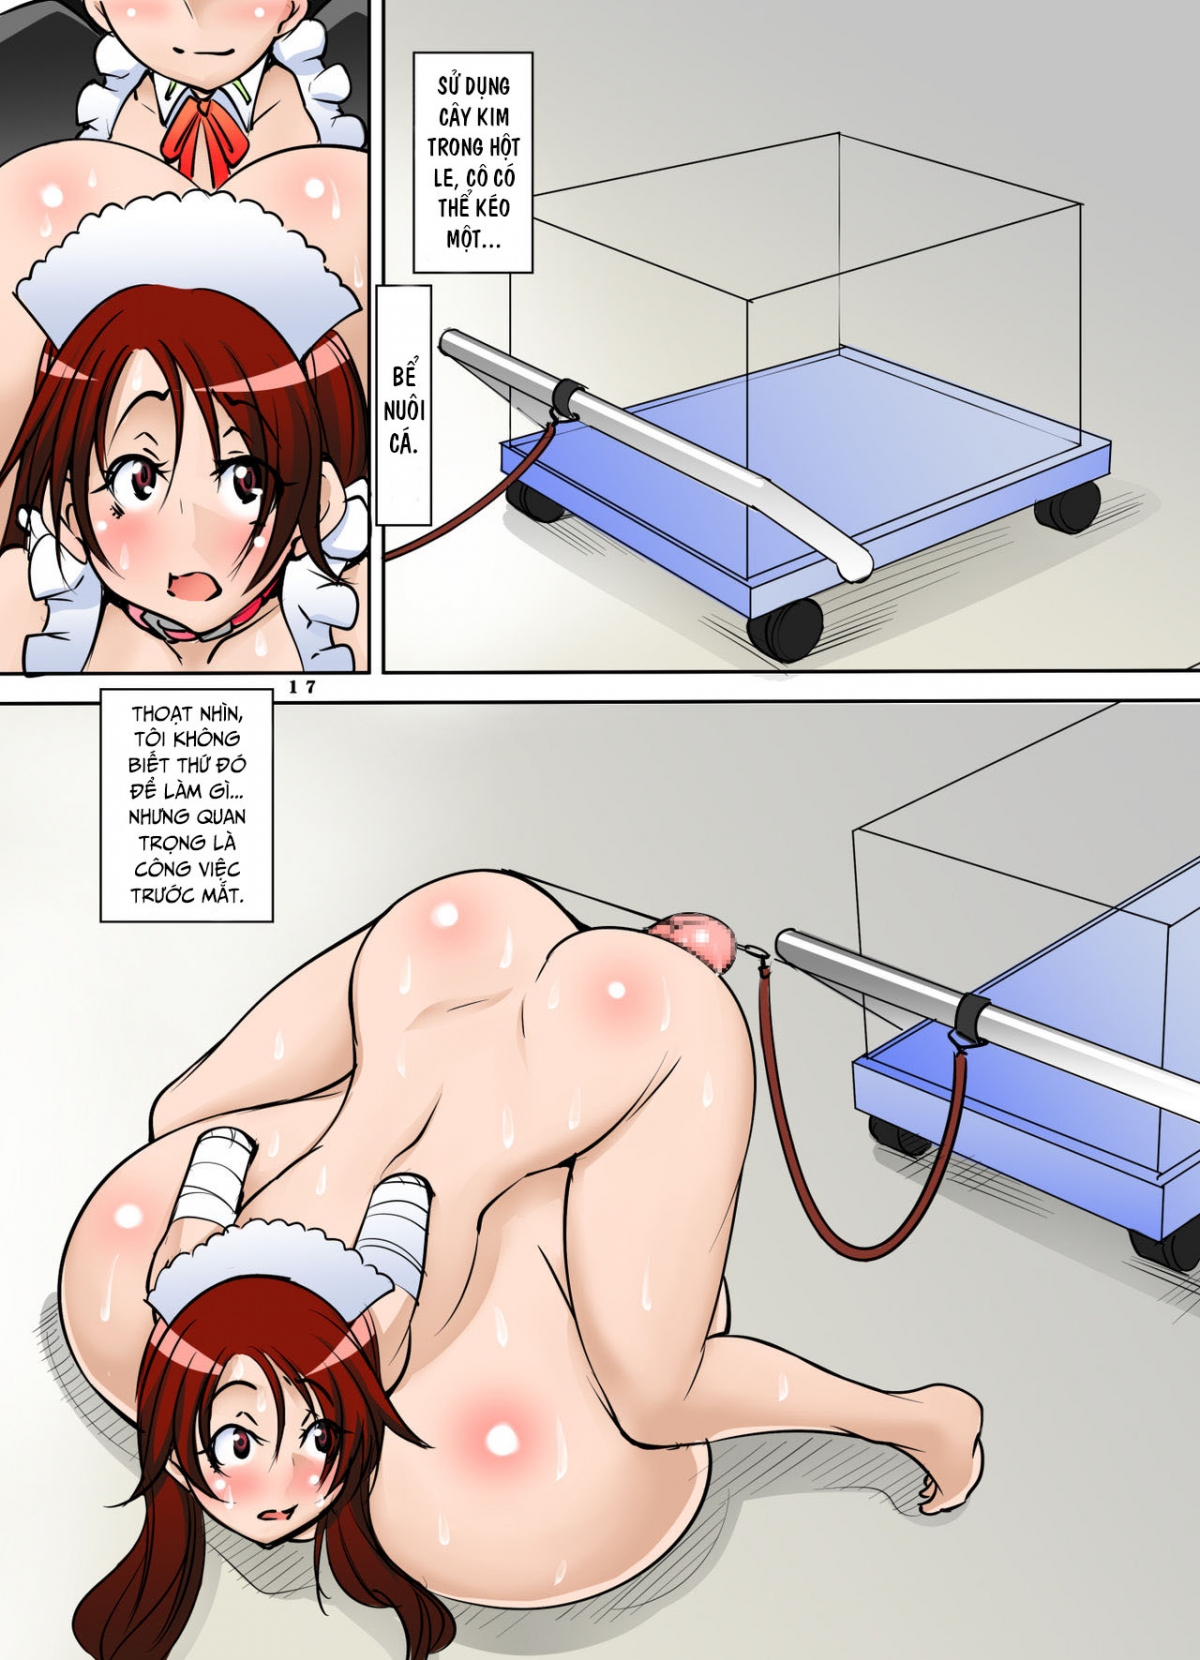 SỬ DỤNG
CÂY KIM
TRONG HỘT
LE, CÔ CÓ
THỂ KÉO
MỘT...
BỂ
NUÔI
CÁ.
17
THOẠT NHÌN,
TÔI KHÔNG
BIẾT THỨ ĐÓ
ĐỂ LÀM GÌ...
NHƯNG QUAN
TRỌNG LÀ
CÔNG VIỆC
TRƯỚC MẮT.